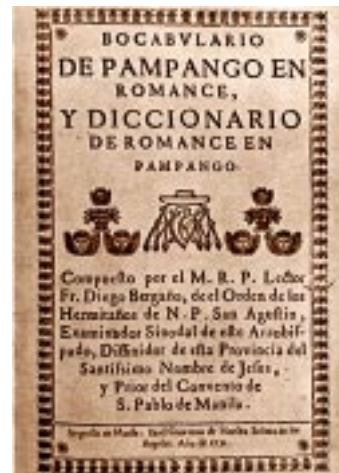 BOCABVLARIO
DE PAMPANGO EN
ROMANCE,
Y DICCIONARIO
DE ROMANCE EN
PAMPANGO.
Compuesto por el M. R. P. Lector
Fr. Diego Bergaño, de el Orden de los
Hermitaños de N. P. San Agustin,
Examinador Sinodal de este Arzobis-
pado, Difinidor de esta Provincia del
Santissimo Nombre de Jesus,
y Prior del Convento de
S. Pablo de Manila.